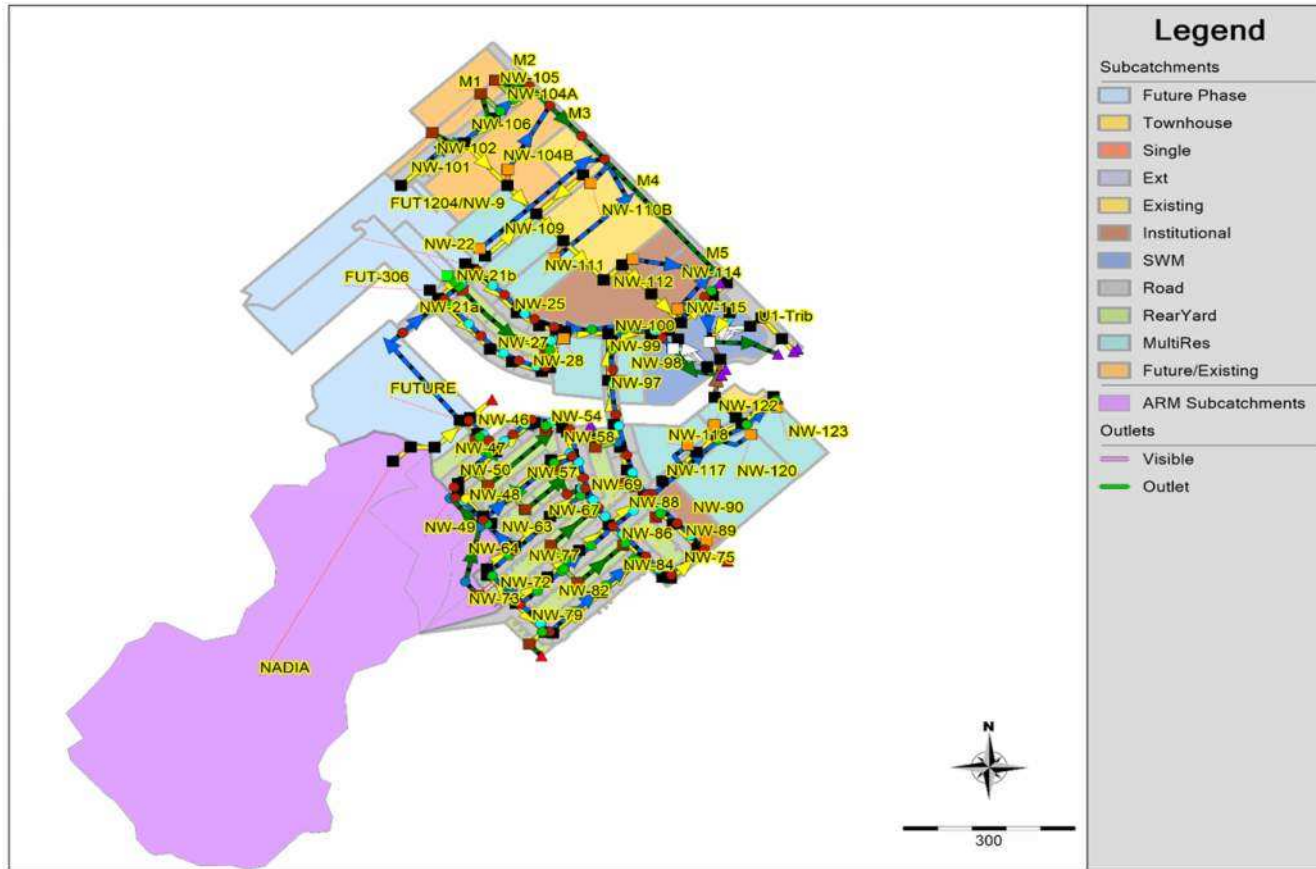 Legend
Subcatchments
Future Phase
Townhouse
Single
Ext
Existing
Institutional
SWM
Road
RearYard
MultiRes
Future/Existing
ARM Subcatchments
Outlets
Visible
Outlet
M2
NW-105
M1
NW-104A
M3
NW-106
NW-102
NW-104B
NW-101
M4
FUT1204/NW-9
NW-110B
NW-109
NW-22
M5
NW-111
FUT-306
NW-21b
NW-112
NW-114
NW-21a
NW-25
NW-115
U1-Trib
NW-100
NW-27
NW-99
NW-28
NW-98
NW-97
FUTURE
NW-122
NW-46
NW-54
NW-58
NW-118
NW-123
NW-47
NW-50
NW-57
NW-117
NW-120
NW-48
NW-69
NW-88
NW-90
NW-49
NW-63
NW-67
NW-86
NW-89
NW-64
NW-77
NW-84
NW-75
NW-72
NW-73
NW-82
NW-79
NADIA
N
300